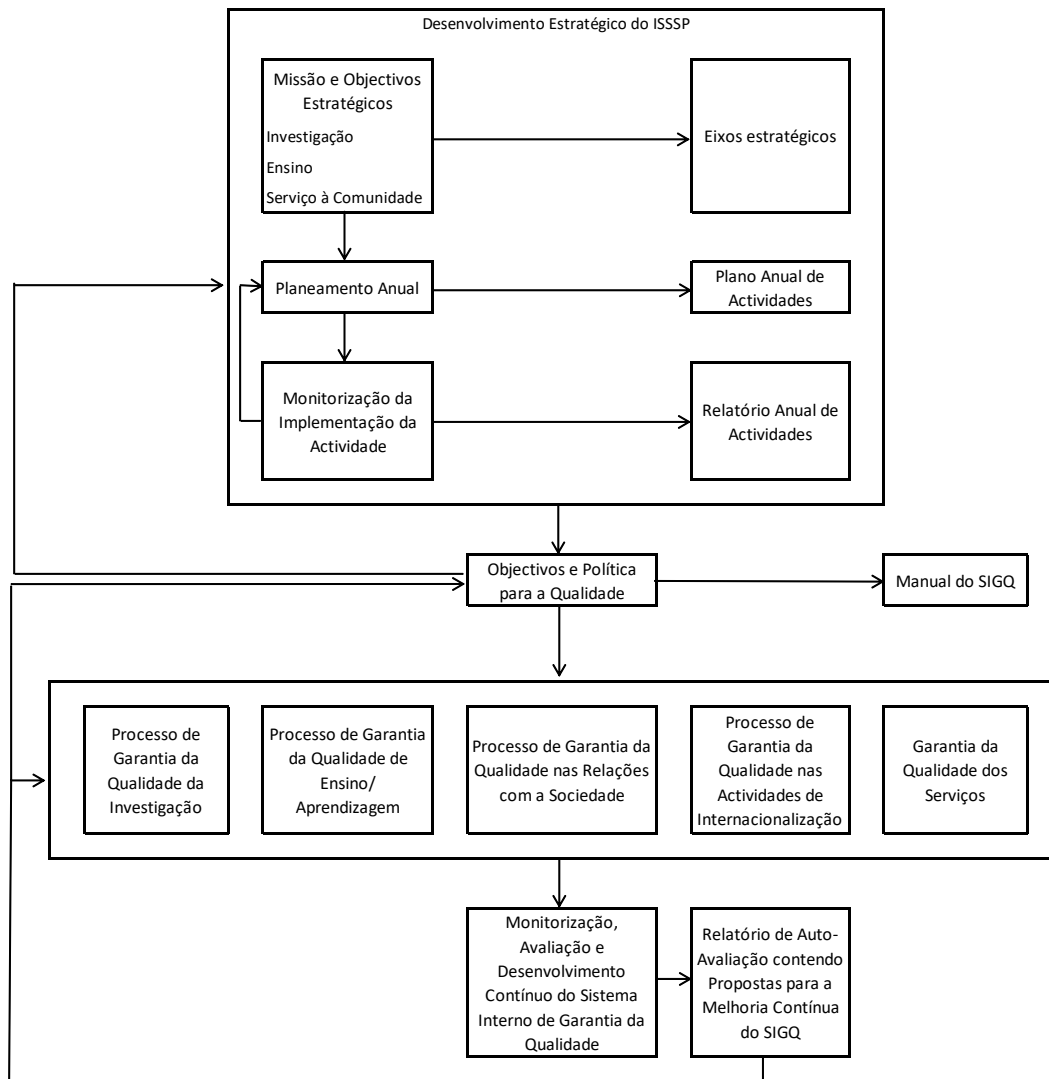 Desenvolvimento Estratégico do ISSSP
Missão e Objectivos
Estratégicos
Investigação
Ensino
Serviço à Comunidade
Eixos estratégicos
Planeamento Anual
Plano Anual de
Actividades
Monitorização da
Implementação da
Actividade
Relatório Anual de
Actividades
Objectivos e Política
para a Qualidade
Manual do SIGQ
Processo de
Garantia da
Qualidade da
Investigação
Processo de Garantia
da Qualidade de
Ensino/
Aprendizagem
Processo de Garantia da
Qualidade nas Relações
com a Sociedade
Processo de
Garantia da
Qualidade nas
Actividades de
Internacionalização
Garantia da
Qualidade dos
Serviços
Monitorização,
Avaliação e
Desenvolvimento
Contínuo do Sistema
Interno de Garantia da
Qualidade
Relatório de Auto-
Avaliação contendo
Propostas para a
Melhoria Contínua
do SIGQ